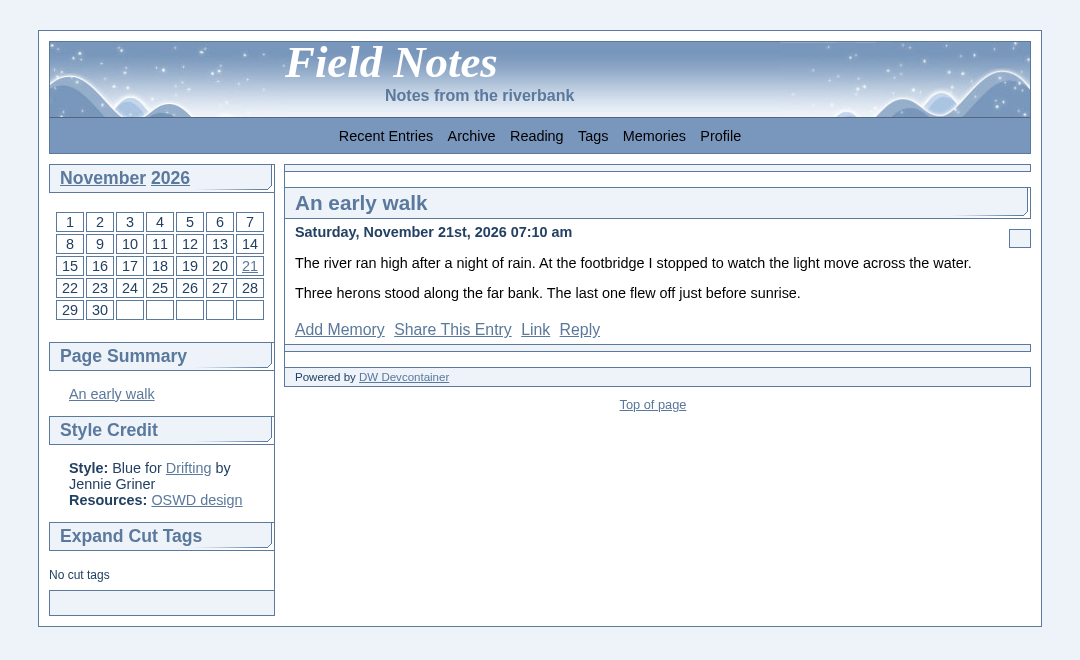 Field Notes
Notes from the riverbank
Recent Entries Archive Reading Tags Memories Profile
November 2026
1 2 3 4 5 6 7
8 9 10 11 12 13 14
15 16 17 18 19 20 21
22 23 24 25 26 27 28
29 30
Page Summary
An early walk
Style Credit
Style: Blue for Drifting by
Jennie Griner
Resources: OSWD design
Expand Cut Tags
No cut tags
An early walk
Saturday, November 21st, 2026 07:10 am
The river ran high after a night of rain. At the footbridge I stopped to watch the light move across the water.
Three herons stood along the far bank. The last one flew off just before sunrise.
Add Memory Share This Entry Link Reply
Powered by DW Devcontainer
Top of page